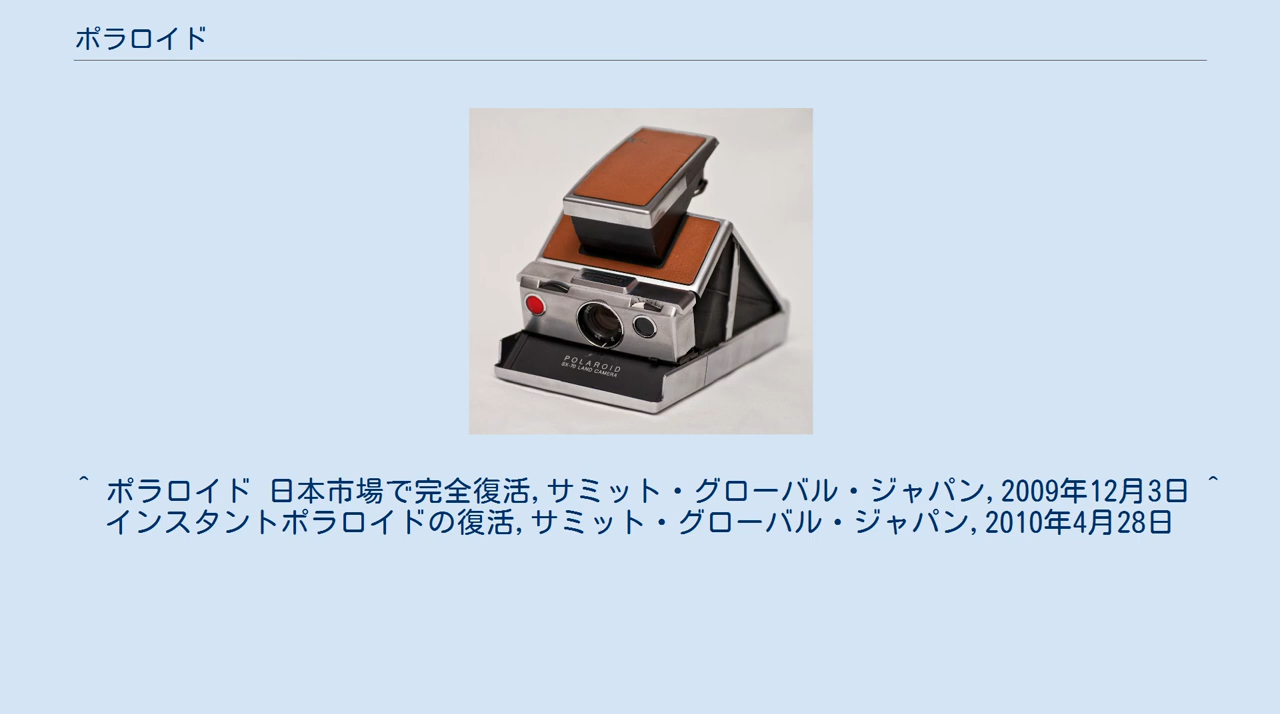 ポラロイド
POLAROID
SX-70 LAND CAMERA
^ ポラロイド 日本市場で完全復活,サミット・グローバル・ジャパン,2009年12月3日 ^
インスタントポラロイドの復活,サミット・グローバル・ジャパン,2010年4月28日